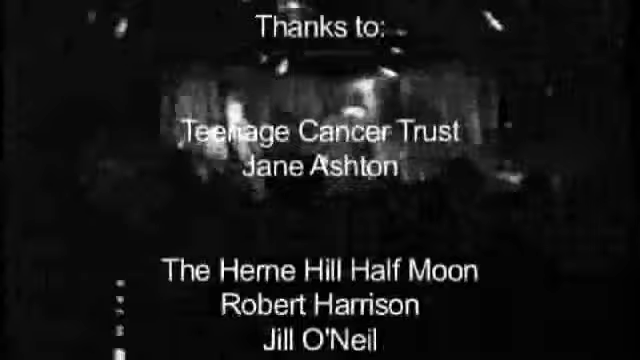 Thanks to:
Teenage Cancer Trust
Jane Ashton
The Herne Hill Half Moon
Robert Harrison
Jill O'Neil